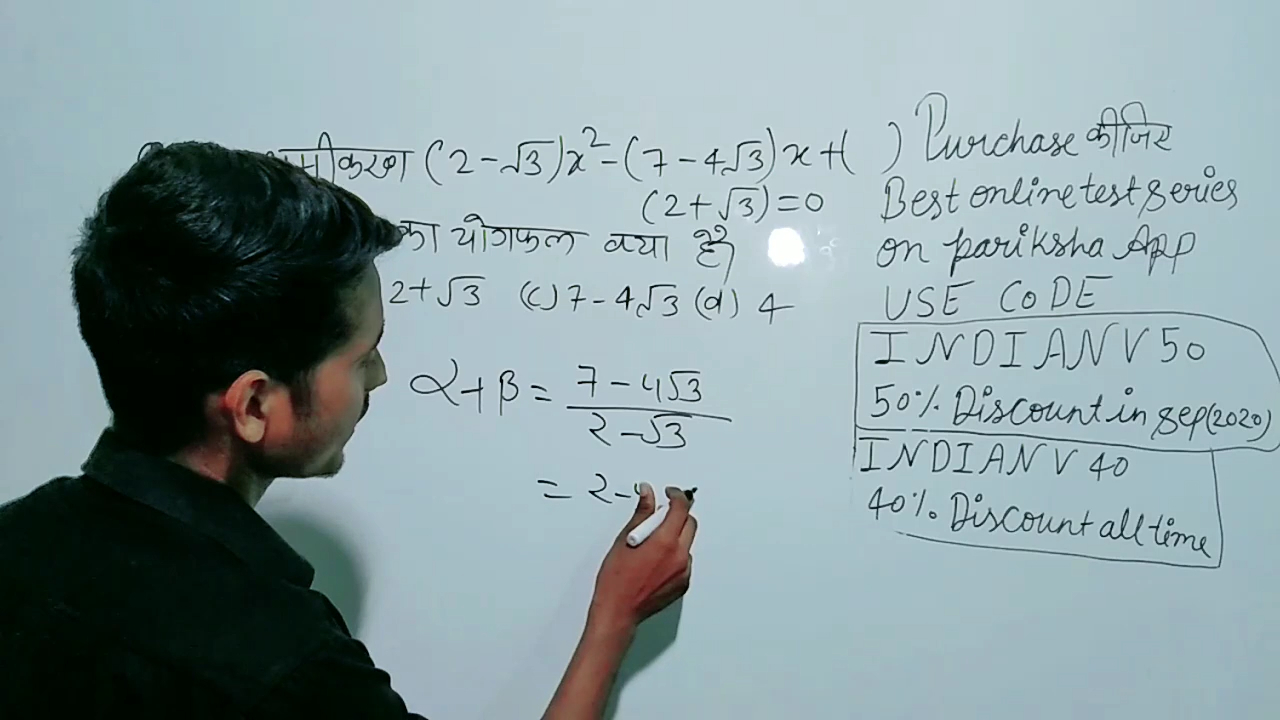 समीकरण (2-√3)x²-(7-4√3)x+( )
(2+√3)=0
का योगफल क्या है?
2+√3 (c) 7-4√3 (d) 4
α+β = 7-4√3
2-√3
= 2-
Purchase कीजिए
Best online test series
on pariksha App
USE CODE
INDIANV50
50% Discount in sep(2020)
INDIANV40
40% Discount all time